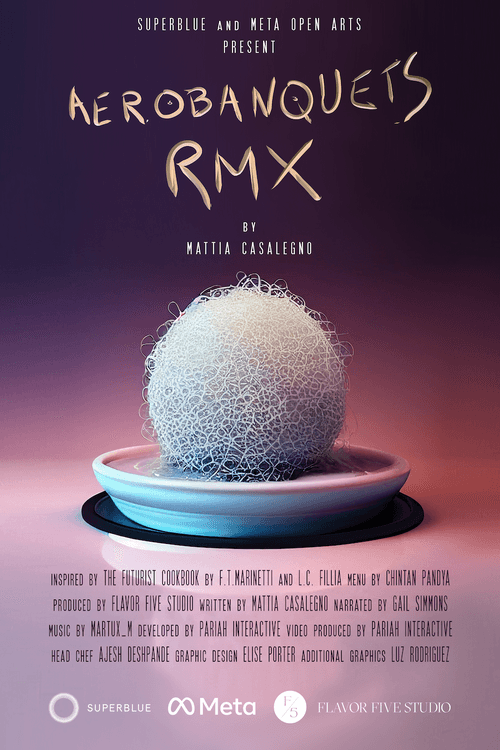 SUPERBLUE AND META OPEN ARTS
PRESENT
AEROBANQUETS
RMX
BY
MATTIA CASALEGNO
INSPIRED BY THE FUTURIST COOKBOOK BY F.T.MARINETTI AND L.C. FILLIA MENU BY CHINTAN PANDYA
PRODUCED BY FLAVOR FIVE STUDIO WRITTEN BY MATTIA CASALEGNO NARRATED BY GAIL SIMMONS
MUSIC BY MARTUX_M DEVELOPED BY PARIAH INTERACTIVE VIDEO PRODUCED BY PARIAH INTERACTIVE
HEAD CHEF AJESH DESHPANDE GRAPHIC DESIGN ELISE PORTER ADDITIONAL GRAPHICS LUZ RODRIGUEZ
SUPERBLUE Meta F/5 FLAVOR FIVE STUDIO